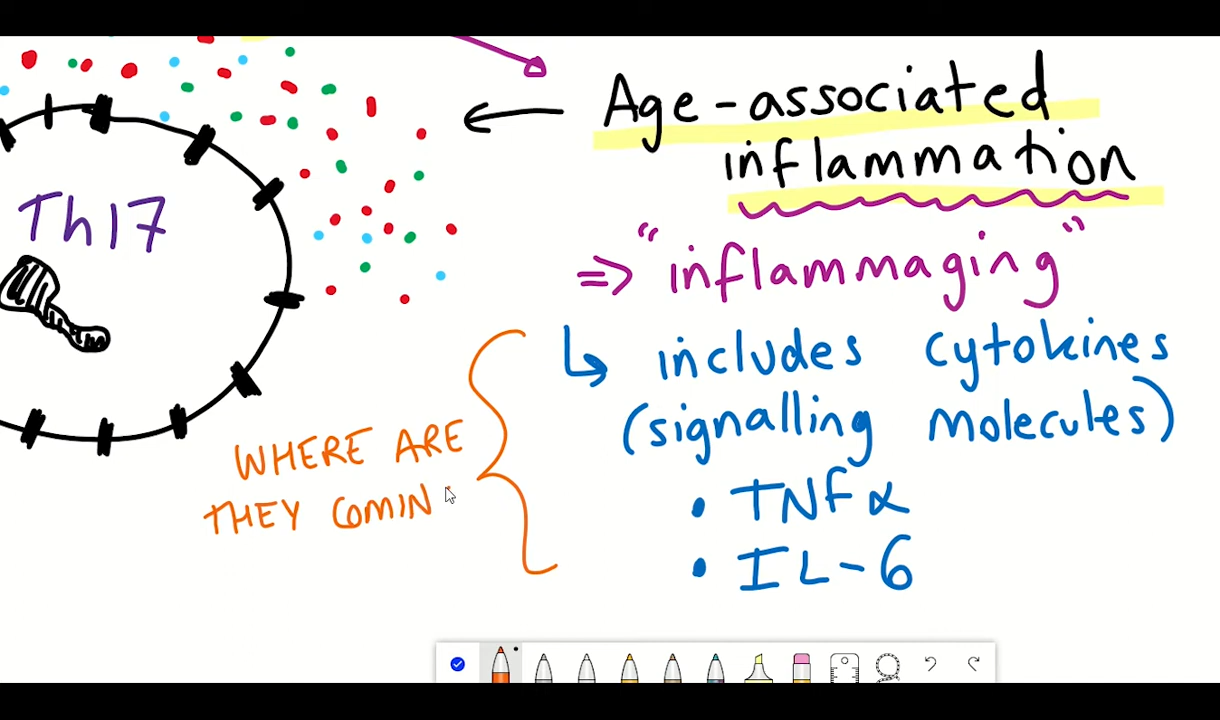 Age-associated
inflammation
Th17
=> "inflammaging"
↳ includes cytokines
(signalling molecules)
• TNFα
• IL-6
WHERE ARE
THEY COMIN